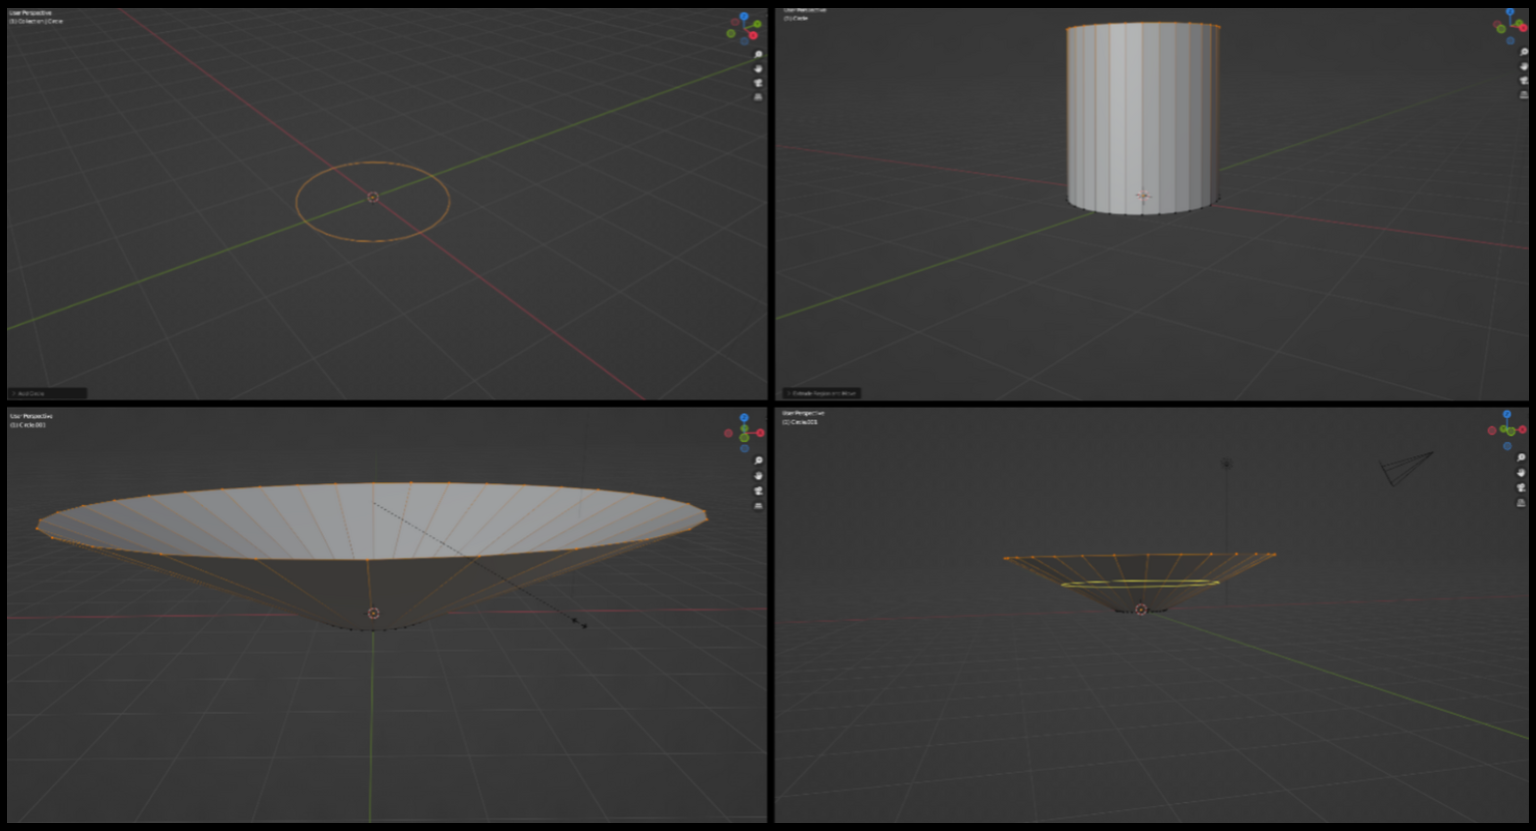 User Perspective
(1) Collection | Circle
Add Circle
User Perspective
(1) Circle
Extrude Region and Move
User Perspective
(1) Circle.001
User Perspective
(1) Circle.001